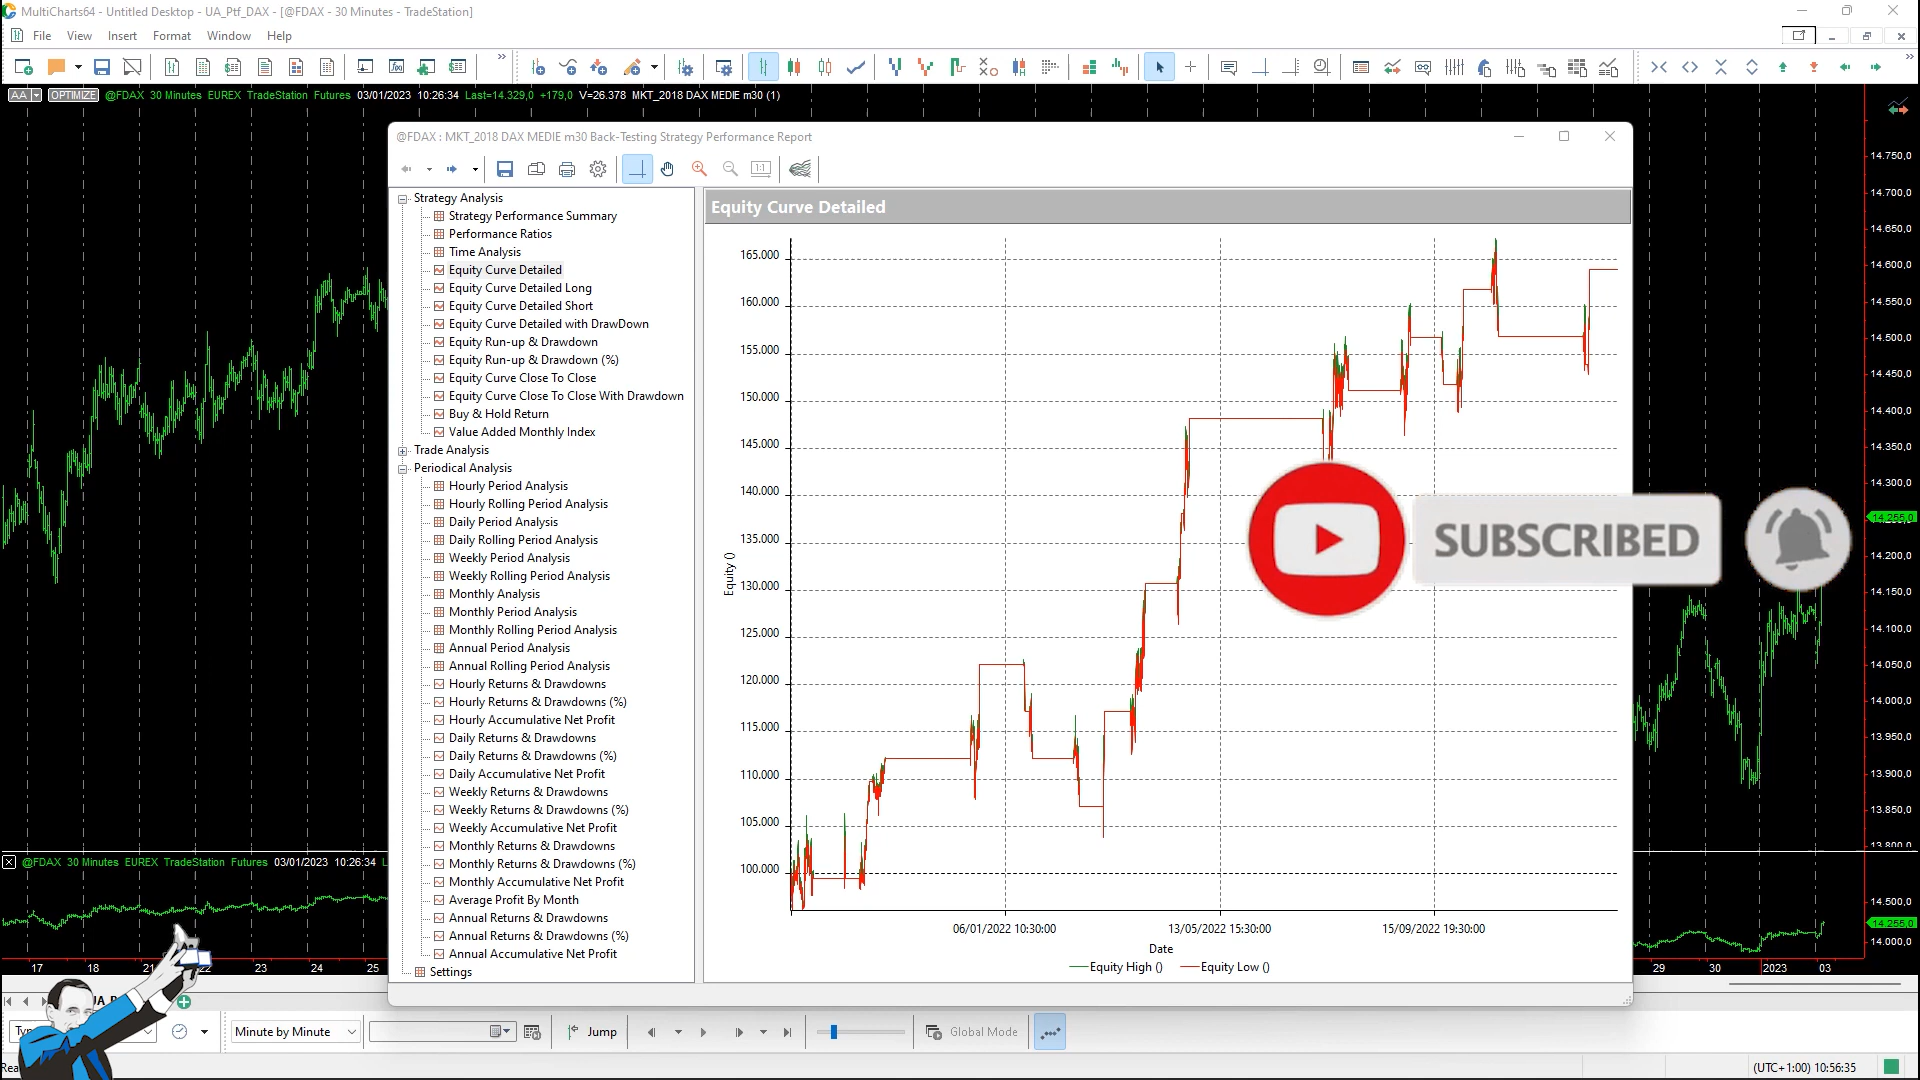 MultiCharts64 - Untitled Desktop - UA_Ptf_DAX - [@FDAX - 30 Minutes - TradeStation]
File View Insert Format Window Help
AA OPTIMIZE @FDAX 30 Minutes EUREX TradeStation Futures 03/01/2023 10:26:34 Last=14.329,0 +179,0 V=26.378 MKT_2018 DAX MEDIE m30 (1)
@FDAX : MKT_2018 DAX MEDIE m30 Back-Testing Strategy Performance Report
1:1
Strategy Analysis
Strategy Performance Summary
Performance Ratios
Time Analysis
Equity Curve Detailed
Equity Curve Detailed Long
Equity Curve Detailed Short
Equity Curve Detailed with DrawDown
Equity Run-up & Drawdown
Equity Run-up & Drawdown (%)
Equity Curve Close To Close
Equity Curve Close To Close With Drawdown
Buy & Hold Return
Value Added Monthly Index
Trade Analysis
Periodical Analysis
Hourly Period Analysis
Hourly Rolling Period Analysis
Daily Period Analysis
Daily Rolling Period Analysis
Weekly Period Analysis
Weekly Rolling Period Analysis
Monthly Analysis
Monthly Period Analysis
Monthly Rolling Period Analysis
Annual Period Analysis
Annual Rolling Period Analysis
Hourly Returns & Drawdowns
Hourly Returns & Drawdowns (%)
Hourly Accumulative Net Profit
Daily Returns & Drawdowns
Daily Returns & Drawdowns (%)
Daily Accumulative Net Profit
Weekly Returns & Drawdowns
Weekly Returns & Drawdowns (%)
Weekly Accumulative Net Profit
Monthly Returns & Drawdowns
Monthly Returns & Drawdowns (%)
Monthly Accumulative Net Profit
Average Profit By Month
Annual Returns & Drawdowns
Annual Returns & Drawdowns (%)
Annual Accumulative Net Profit
Settings
Equity Curve Detailed
165.000
160.000
155.000
150.000
145.000
140.000
135.000
130.000
125.000
120.000
115.000
110.000
105.000
100.000
Equity ()
06/01/2022 10:30:00 13/05/2022 15:30:00 15/09/2022 19:30:00
Date
Equity High () Equity Low ()
SUBSCRIBED
14.750,0
14.700,0
14.650,0
14.600,0
14.550,0
14.500,0
14.450,0
14.400,0
14.350,0
14.300,0
14.255,0
14.200,0
14.150,0
14.100,0
14.050,0
14.000,0
13.950,0
13.900,0
13.850,0
13.800,0
@FDAX 30 Minutes EUREX TradeStation Futures 03/01/2023 10:26:34 L
14.500,0
14.255,0
14.000,0
17 18 21 22 23 24 25 29 30 2023 03
Minute by Minute Jump Global Mode
(UTC+1:00) 10:56:35